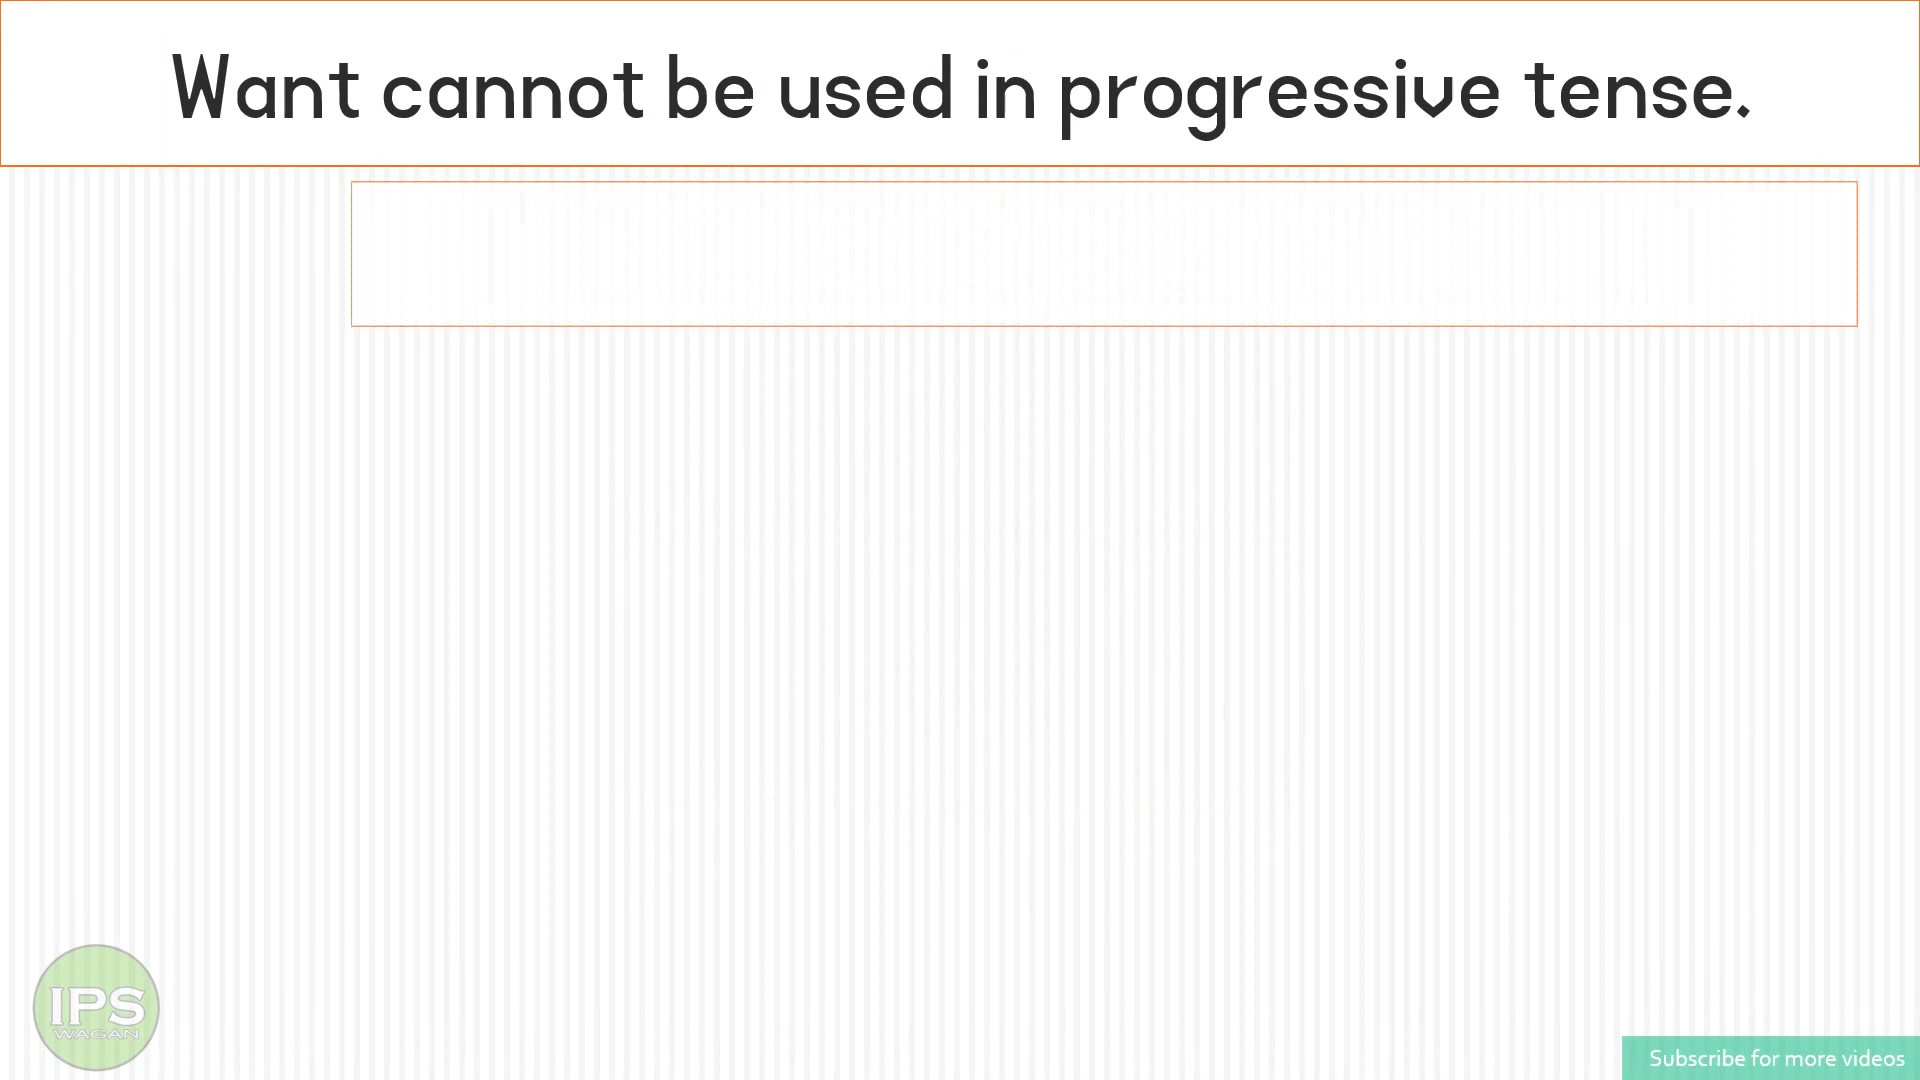 Want cannot be used in progressive tense.
IPS
WAGAN
Subscribe for more videos